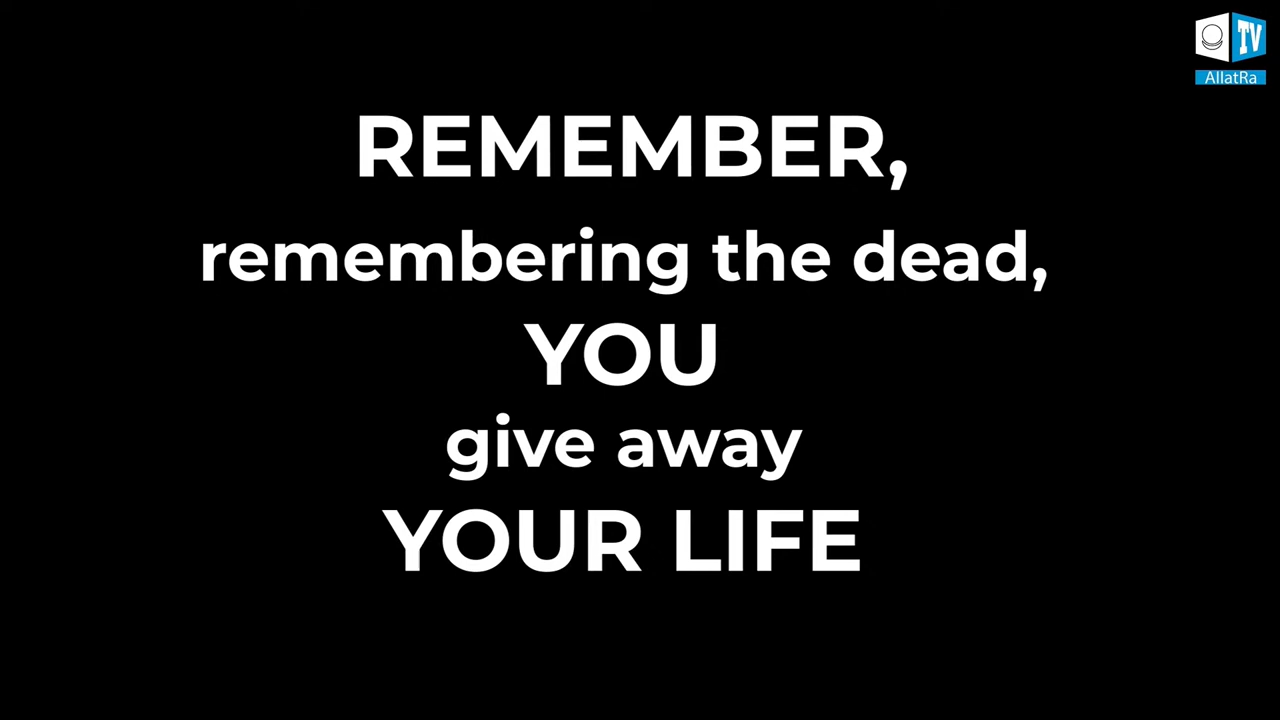 TV
AllatRa
REMEMBER,
remembering the dead,
YOU
give away
YOUR LIFE